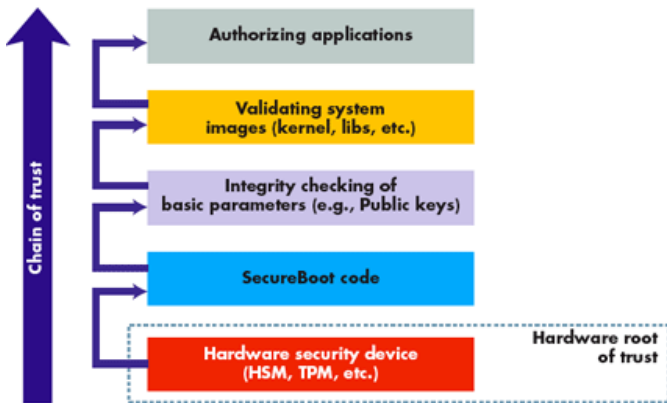 Authorizing applications
Validating system
images (kernel, libs, etc.)
Integrity checking of
basic parameters (e.g., Public keys)
SecureBoot code
Hardware security device
(HSM, TPM, etc.)
Hardware root
of trust
Chain of trust